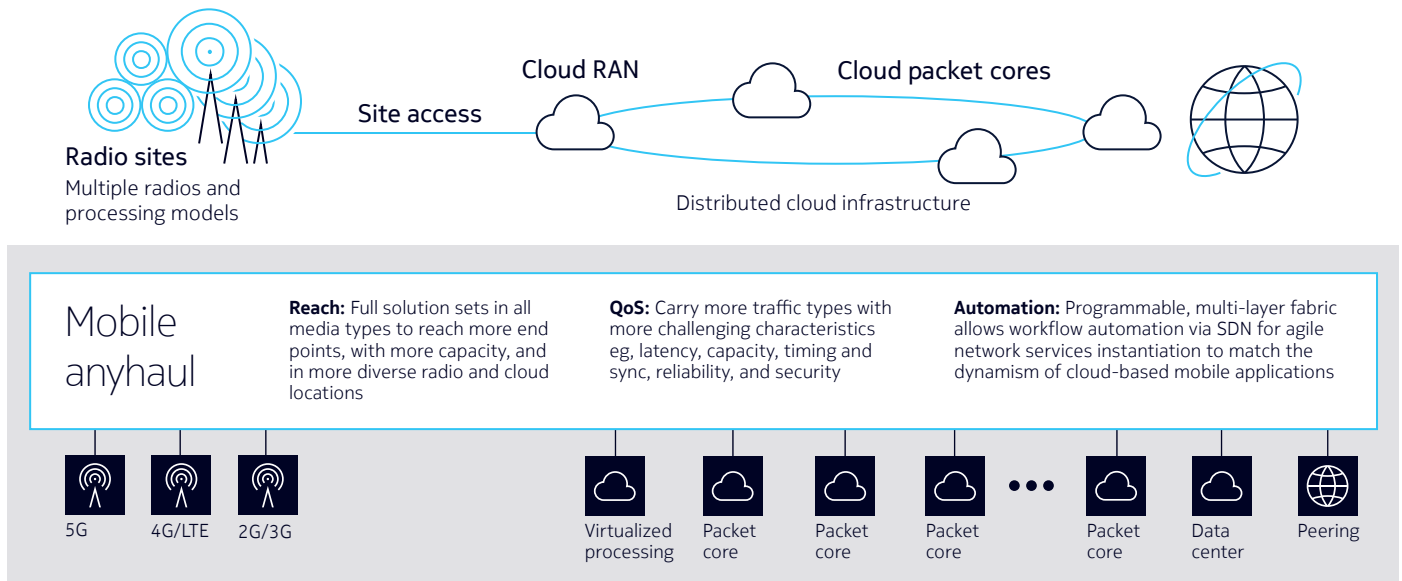 Cloud RAN
Cloud packet cores
Site access
Radio sites
Multiple radios and
processing models
Distributed cloud infrastructure
Mobile
anyhaul
Reach: Full solution sets in all
media types to reach more end
points, with more capacity, and
in more diverse radio and cloud
locations
QoS: Carry more traffic types with
more challenging characteristics
eg, latency, capacity, timing and
sync, reliability, and security
Automation: Programmable, multi-layer fabric
allows workflow automation via SDN for agile
network services instantiation to match the
dynamism of cloud-based mobile applications
5G
4G/LTE
2G/3G
Virtualized
processing
Packet
core
Packet
core
Packet
core
Packet
core
Data
center
Peering